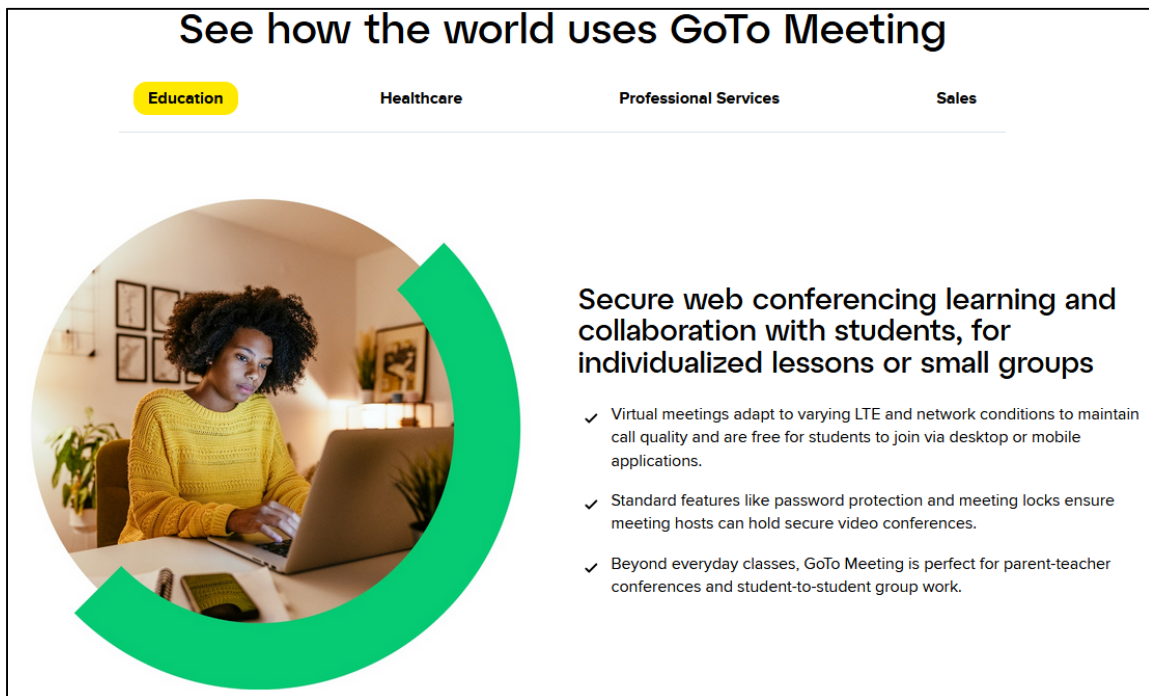 See how the world uses GoTo Meeting
Education
Healthcare
Professional Services
Sales
Secure web conferencing learning and
collaboration with students, for
individualized lessons or small groups
Virtual meetings adapt to varying LTE and network conditions to maintain
call quality and are free for students to join via desktop or mobile
applications.
Standard features like password protection and meeting locks ensure
meeting hosts can hold secure video conferences.
Beyond everyday classes, GoTo Meeting is perfect for parent-teacher
conferences and student-to-student group work.